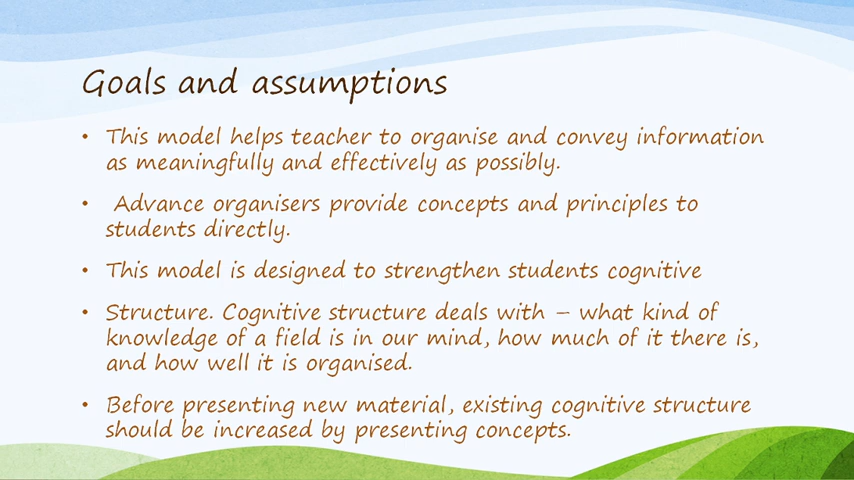 Goals and assumptions
• This model helps teacher to organise and convey information
as meaningfully and effectively as possibly.
• Advance organisers provide concepts and principles to
students directly.
• This model is designed to strengthen students cognitive
• Structure. Cognitive structure deals with – what kind of
knowledge of a field is in our mind, how much of it there is,
and how well it is organised.
• Before presenting new material, existing cognitive structure
should be increased by presenting concepts.